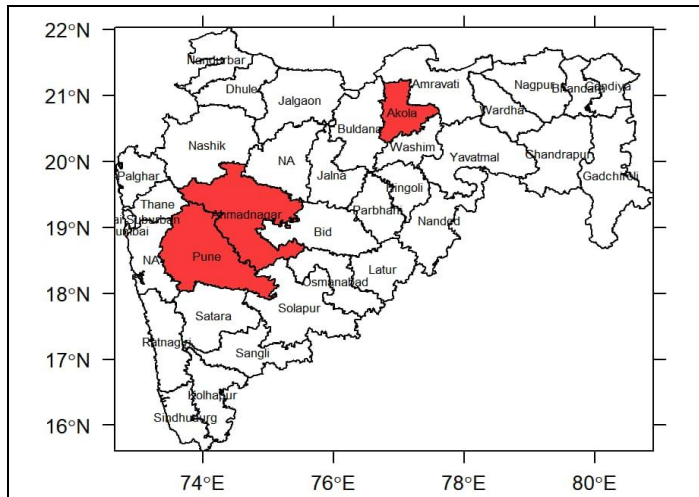 22°N
Nandurbar
Dhule
Jalgaon
Amravati
Nagpur
Bhandara
Gondiya
21°N
Akola
Wardha
Buldana
Nashik
Washim
20°N
NA
Jalna
Yavatmal
Chandrapur
Palghar
Hingoli
Gadchiroli
Thane
Ahmadnagar
Parbhani
Nanded
19°N
Suburban
Mumbai
Bid
NA
Pune
Latur
Osmanabad
18°N
Satara
Solapur
Ratnagiri
17°N
Sangli
Kolhapur
16°N
Sindhudurg
74°E
76°E
78°E
80°E